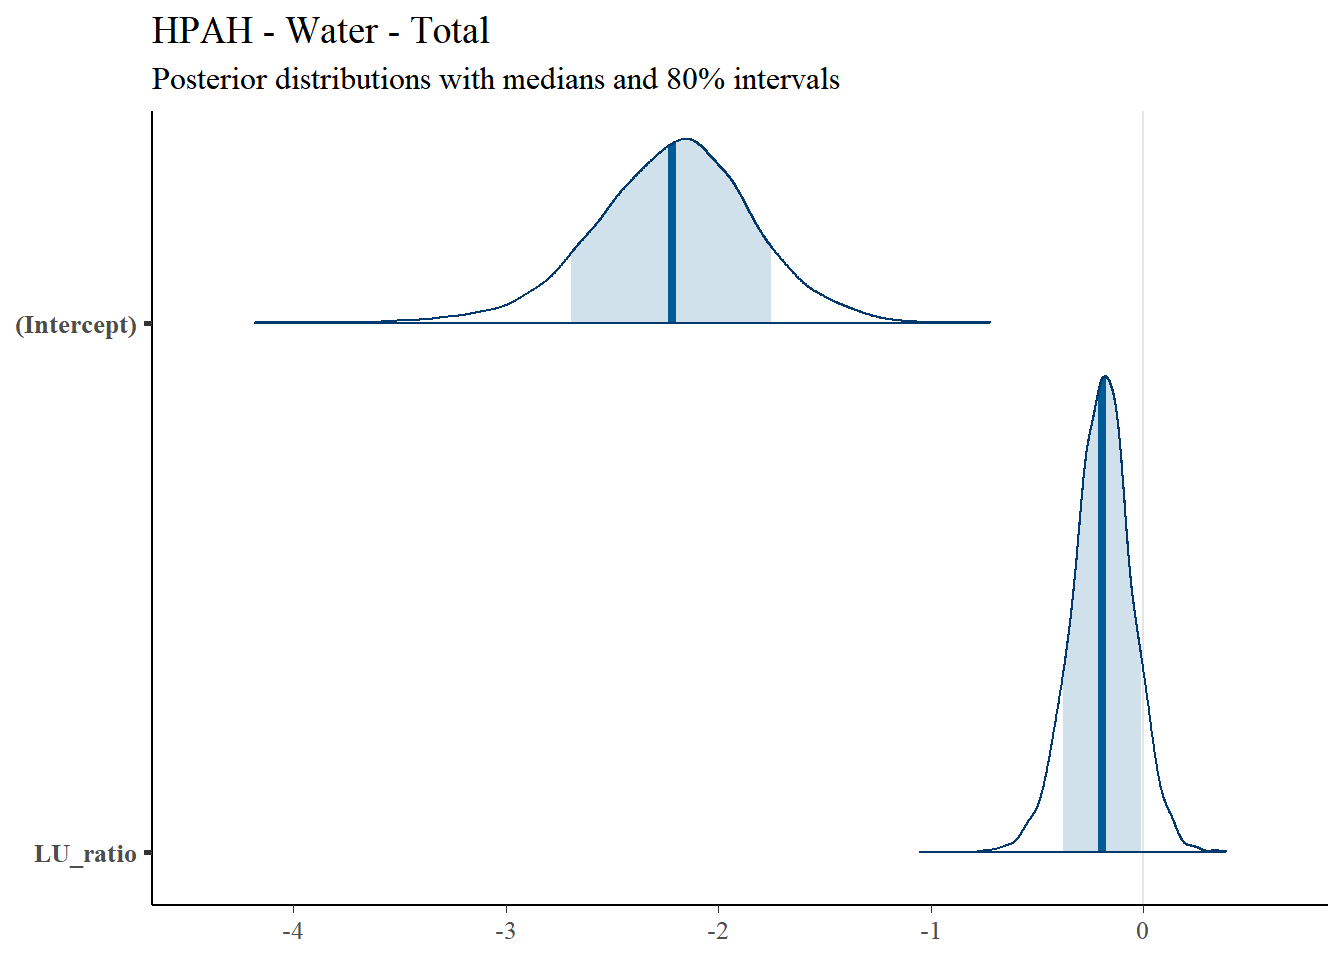 HPAH - Water - Total
Posterior distributions with medians and 80% intervals
(Intercept)
LU_ratio
-4 -3 -2 -1 0